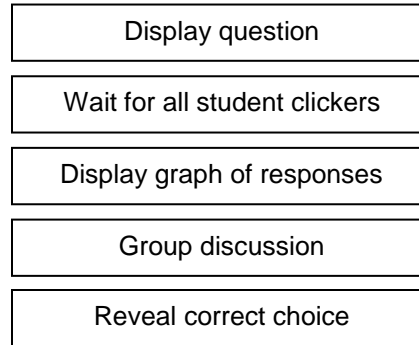 Display question
Wait for all student clickers
Display graph of responses
Group discussion
Reveal correct choice